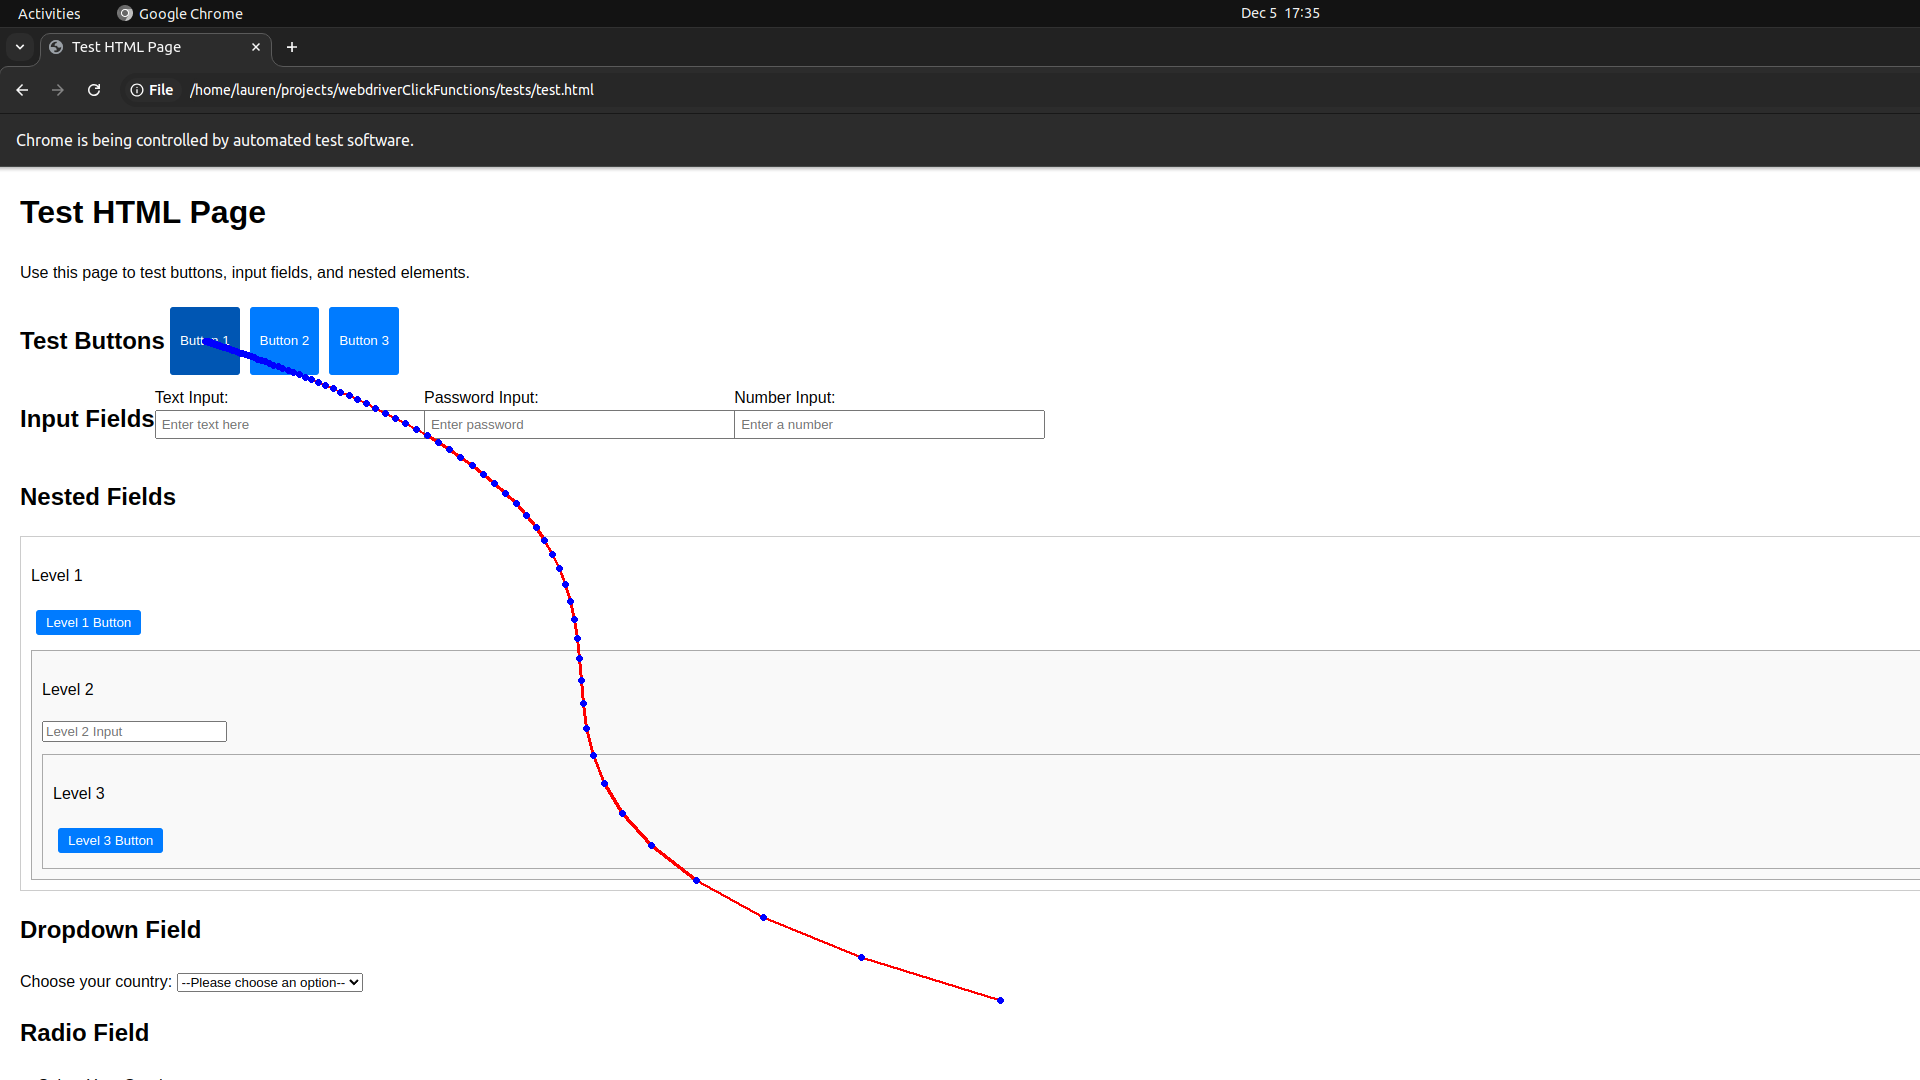 Activities Google Chrome Dec 5 17:35
Test HTML Page
File /home/lauren/projects/webdriverClickFunctions/tests/test.html
Chrome is being controlled by automated test software.
Test HTML Page
Use this page to test buttons, input fields, and nested elements.
Test Buttons Button 1 Button 2 Button 3
Text Input: Password Input: Number Input:
Input Fields Enter text here Enter password Enter a number
Nested Fields
Level 1
Level 1 Button
Level 2
Level 2 Input
Level 3
Level 3 Button
Dropdown Field
Choose your country: --Please choose an option--
Radio Field